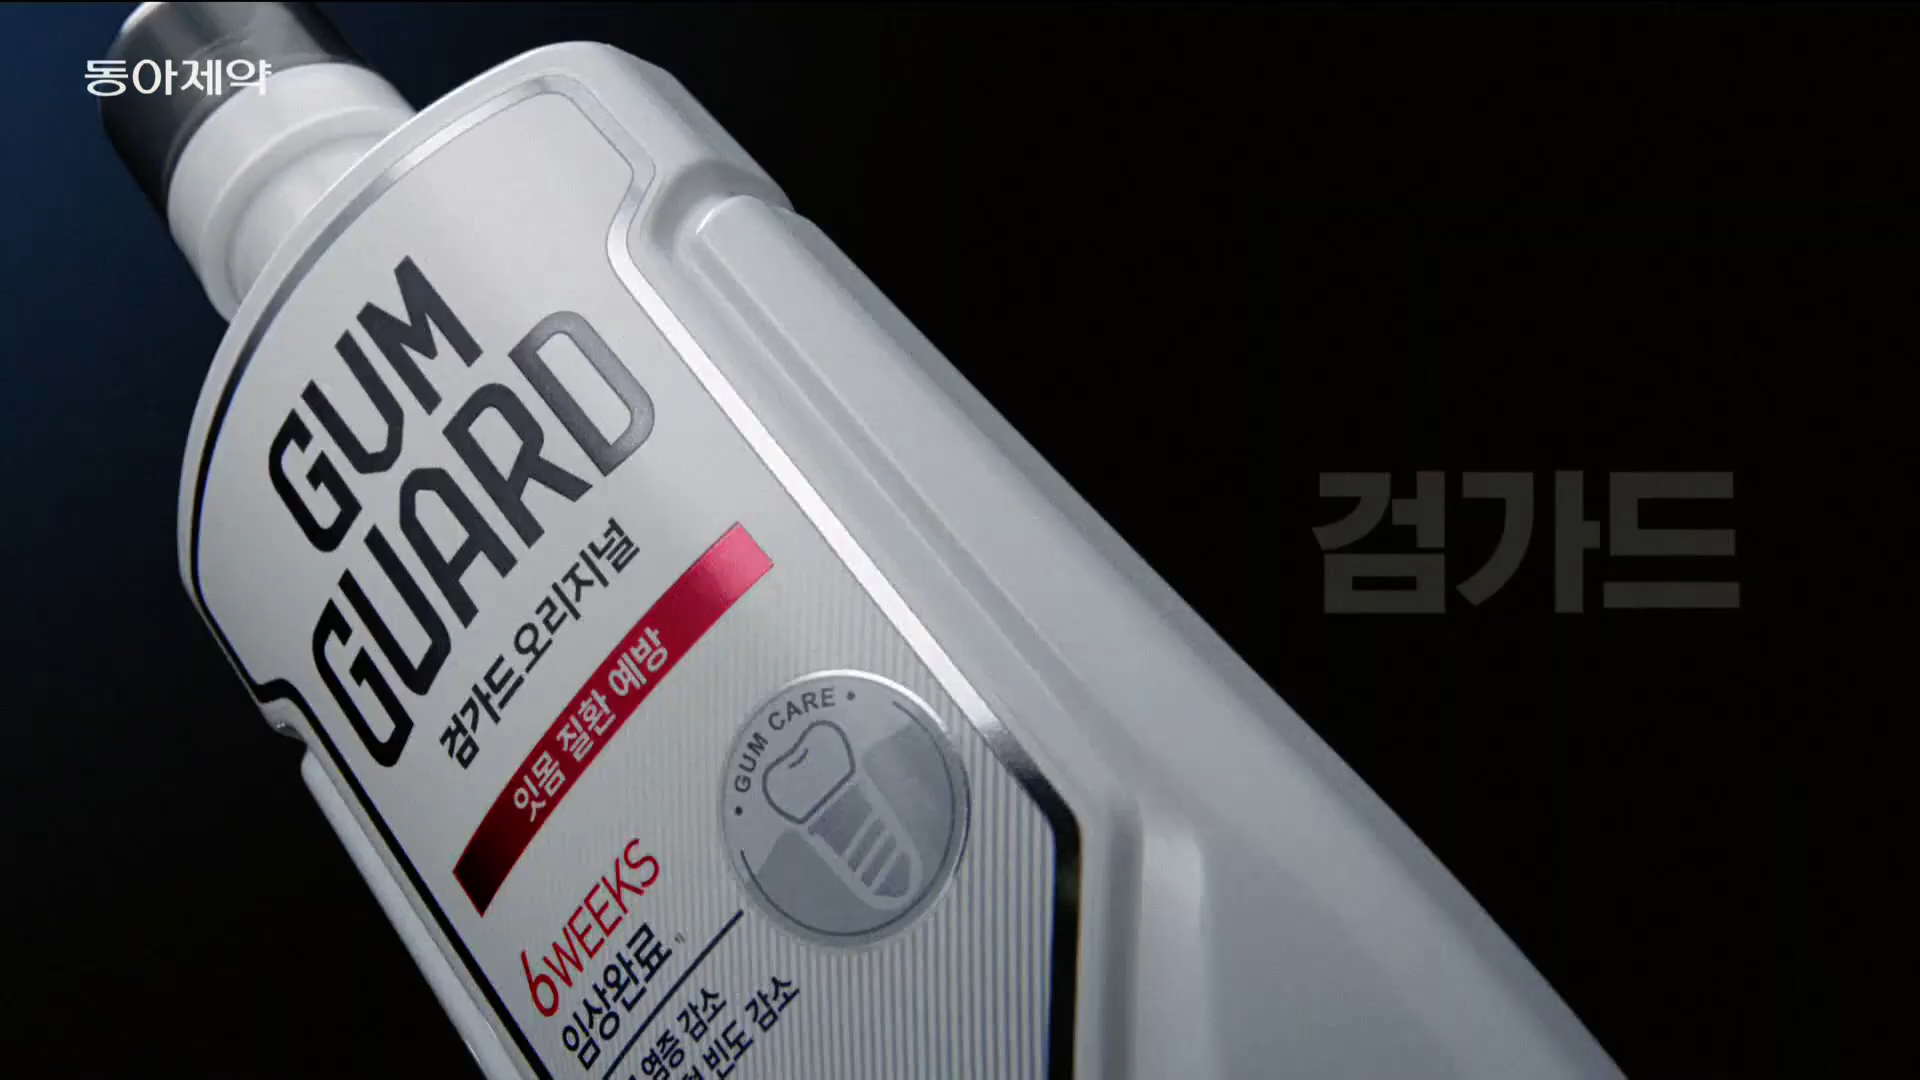 동아제약
GUM
GUARD
검가드 오리지널
잇몸 질환 예방
GUM CARE
6WEEKS
임상완료
염증 감소
빈도 감소
검가드